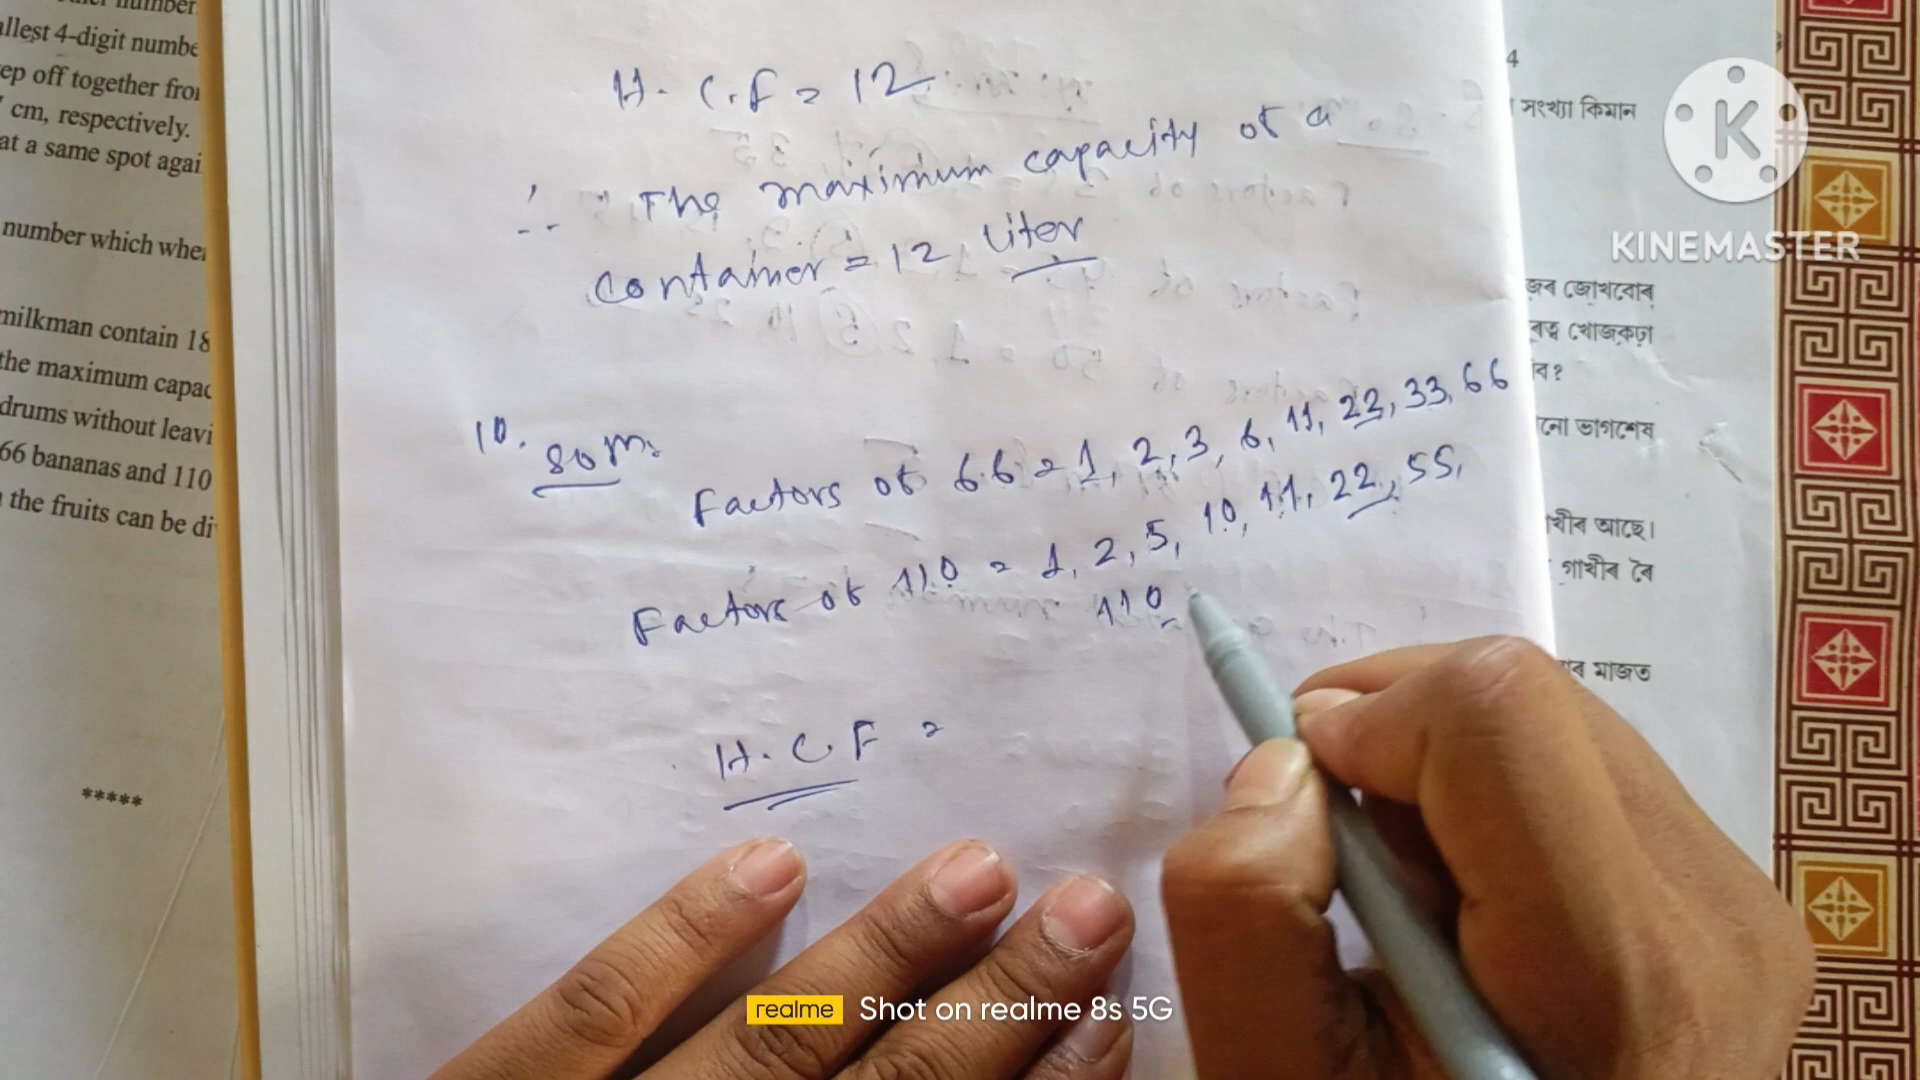 number.
allest 4-digit numbe
ep off together from
cm, respectively.
at a same spot agai
number which whe
milkman contain 18
the maximum capac
drums without leavi
66 bananas and 110
the fruits can be di
*****
H. C.F = 12
∴ The maximum capacity of a
container = 12 liter
10. Soln:
Factors of 66 = 1, 2, 3, 6, 11, 22, 33, 66
Factors of 110 = 1, 2, 5, 10, 11, 22, 55,
110
H.C.F =
4
সংখ্যা কিমান
জৰ জোখবোৰ
ৰত্ব খোজকঢ়া
ৰ?
নো ভাগশেষ
খীৰ আছে।
গাখীৰ ৰৈ
মাজত
K
KINEMASTER
realme Shot on realme 8s 5G